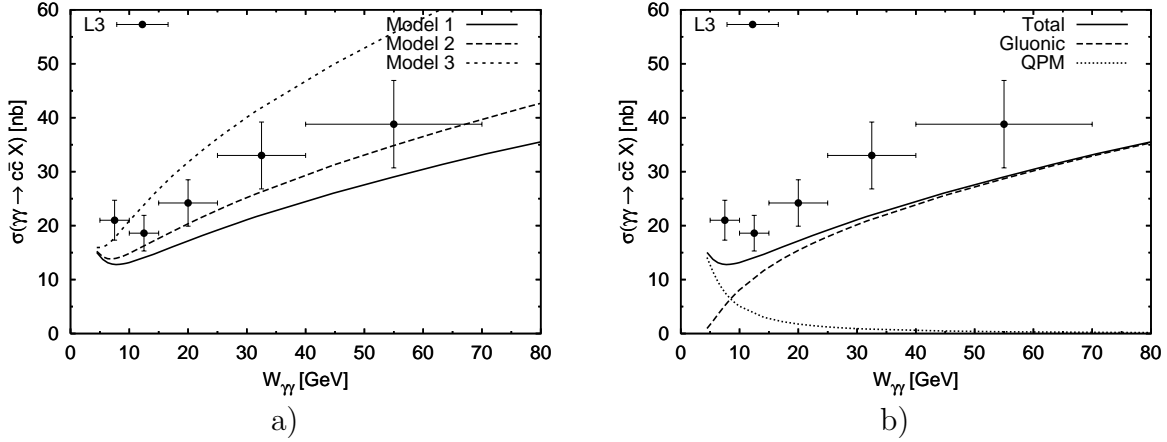 60
50
40
30
20
10
0
0 10 20 30 40 50 60 70 80
σ(γγ → cc̄ X) [nb]
W_γγ [GeV]
L3
Model 1
Model 2
Model 3
a)
60
50
40
30
20
10
0
0 10 20 30 40 50 60 70 80
σ(γγ → cc̄ X) [nb]
W_γγ [GeV]
L3
Total
Gluonic
QPM
b)